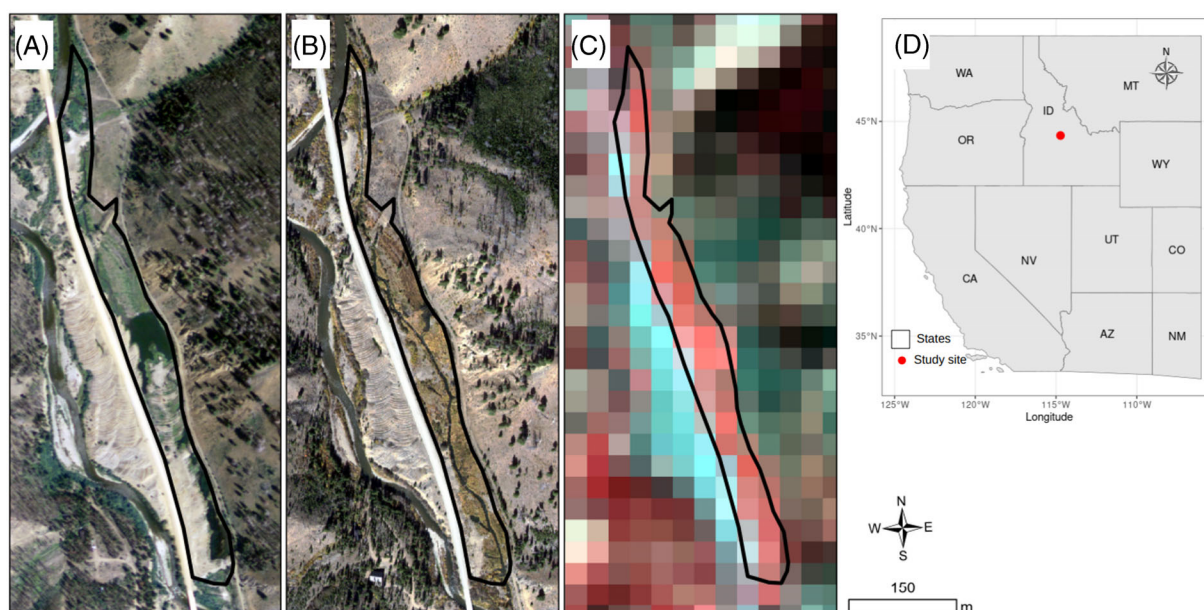 (A)
(B)
(C)
(D)
N
WA
MT
ID
45°N
OR
WY
Latitude
40°N
UT
CO
NV
CA
35°N
AZ
NM
States
Study site
125°W
120°W
115°W
110°W
Longitude
N
W
E
S
150
m